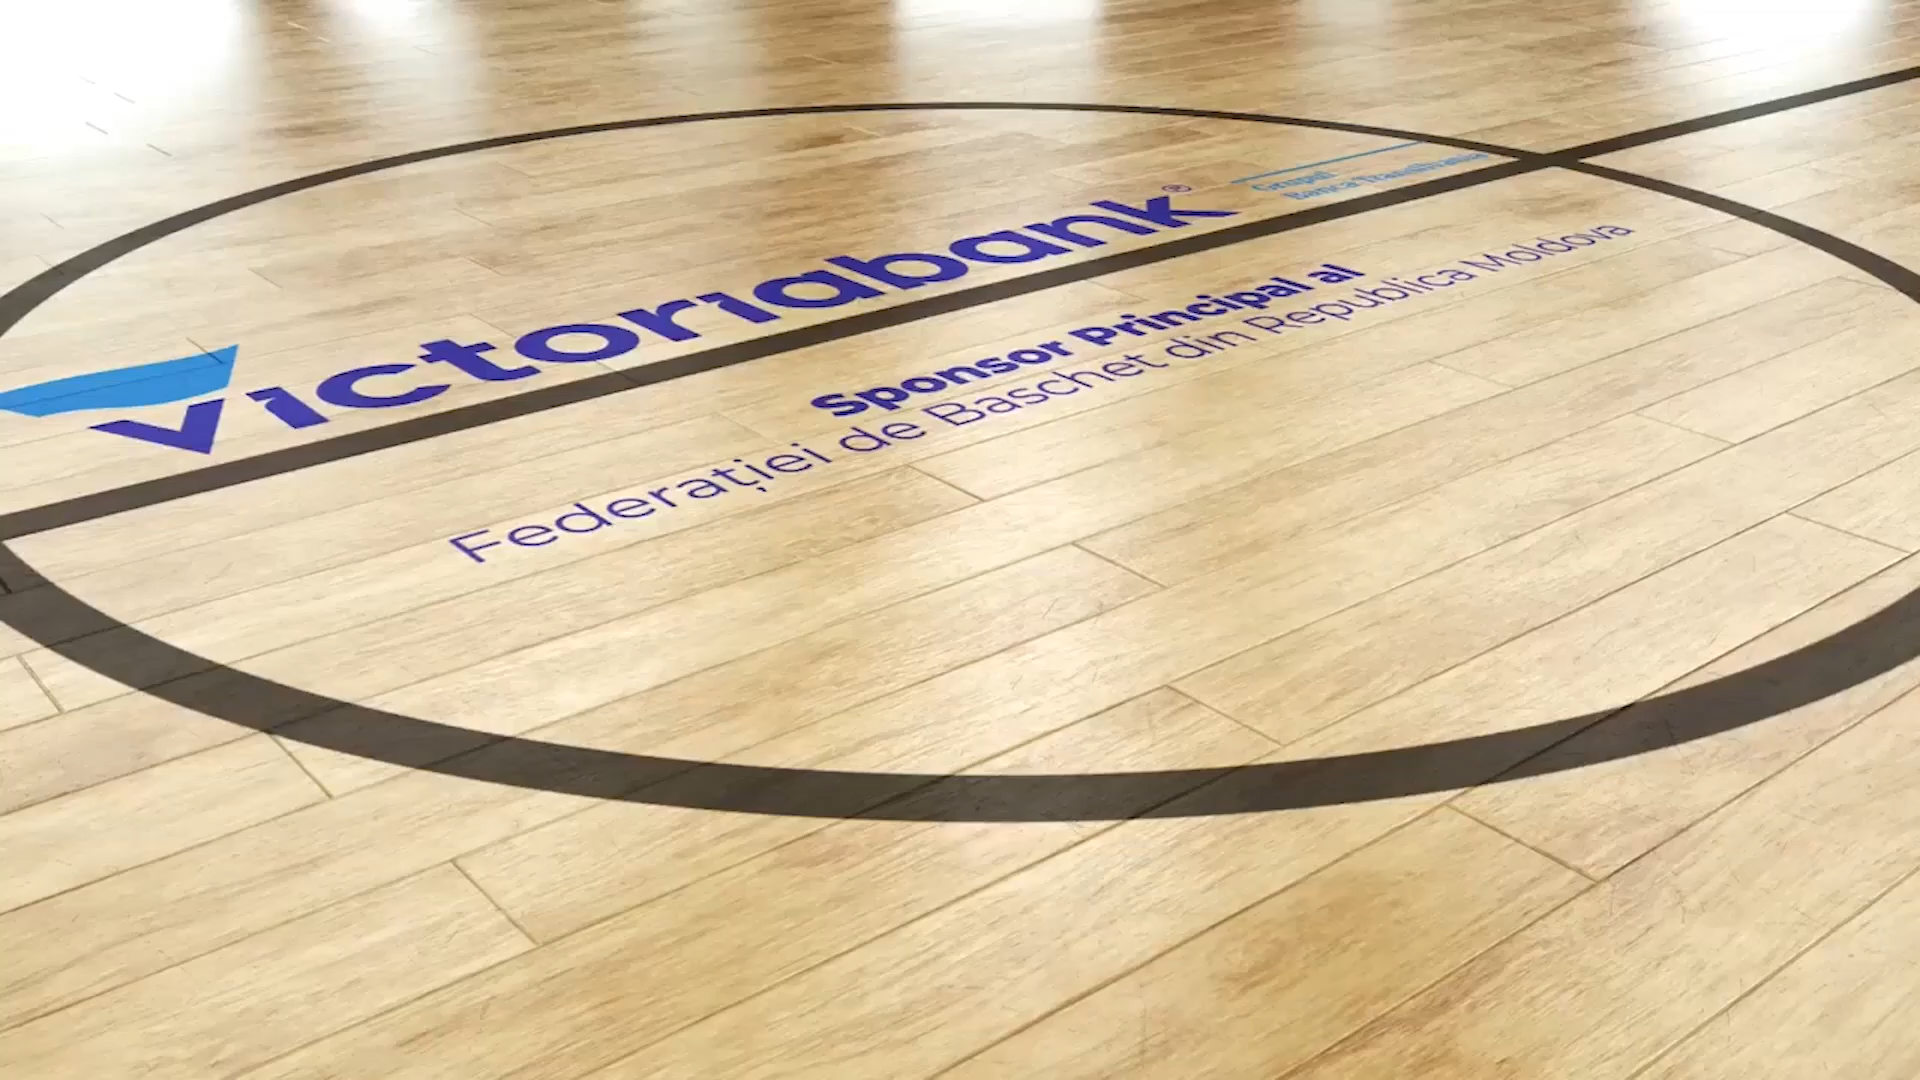 Victoriabank®
Grupul
Banca Transilvania
Sponsor Principal al
Federației de Baschet din Republica Moldova